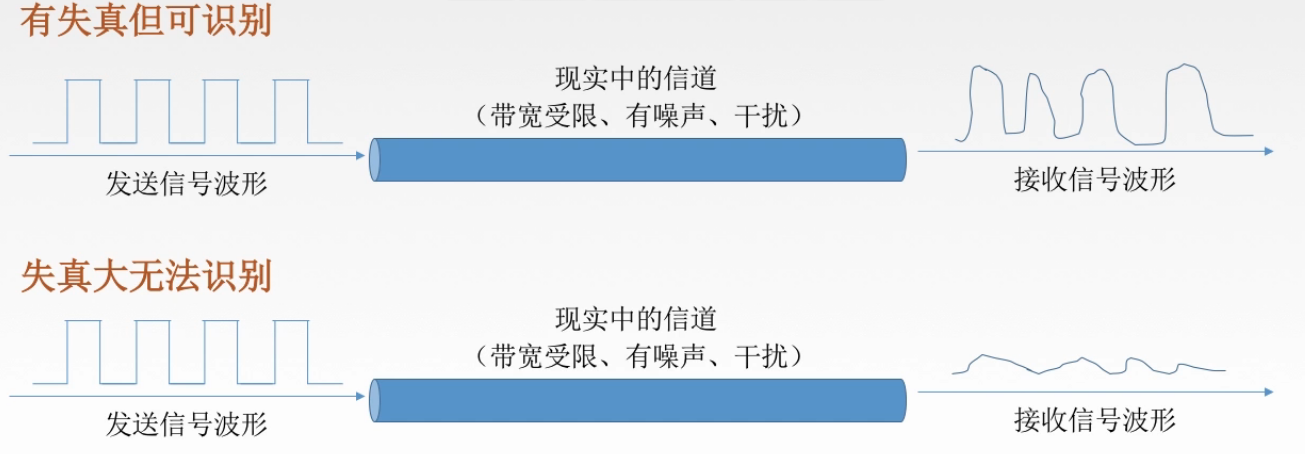 有失真但可识别
现实中的信道
（带宽受限、有噪声、干扰）
发送信号波形
接收信号波形
失真大无法识别
现实中的信道
（带宽受限、有噪声、干扰）
发送信号波形
接收信号波形